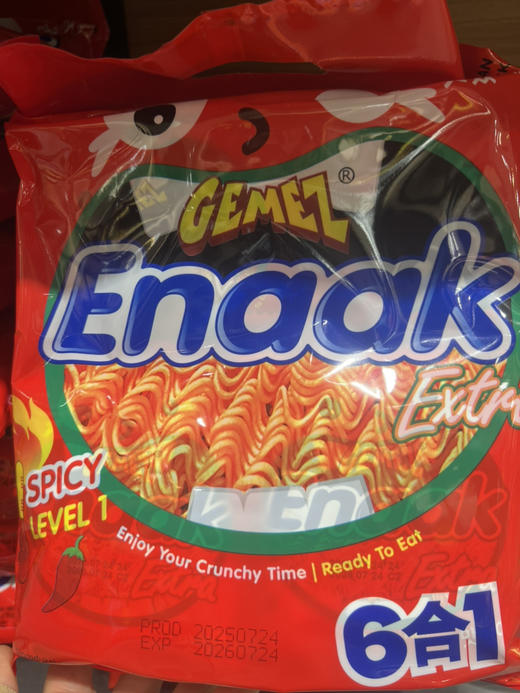 GEMEZ®
Enaak
Extr
SPICY
LEVEL 1
Enjoy Your Crunchy Time | Ready To Eat
PROD 20250724
EXP 20260724
6合1